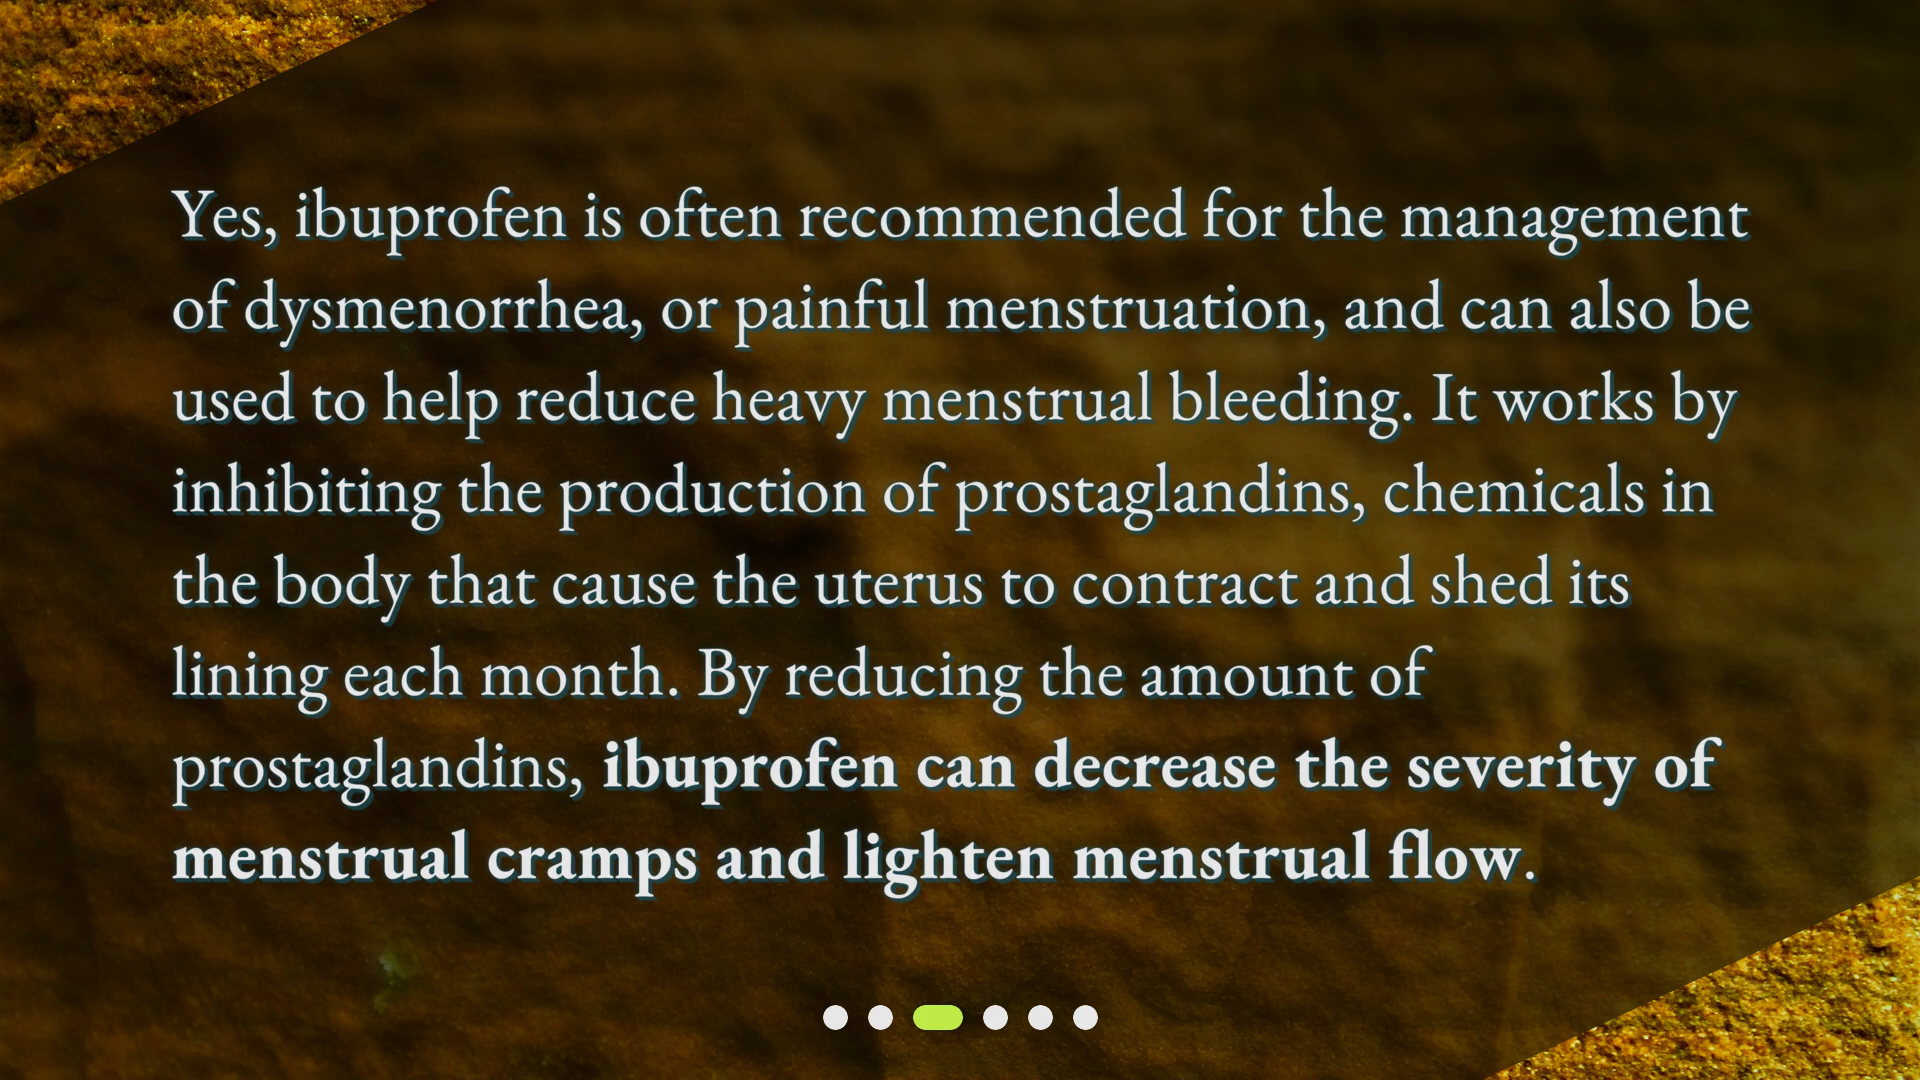 Yes, ibuprofen is often recommended for the management
of dysmenorrhea, or painful menstruation, and can also be
used to help reduce heavy menstrual bleeding. It works by
inhibiting the production of prostaglandins, chemicals in
the body that cause the uterus to contract and shed its
lining each month. By reducing the amount of
prostaglandins, ibuprofen can decrease the severity of
menstrual cramps and lighten menstrual flow.